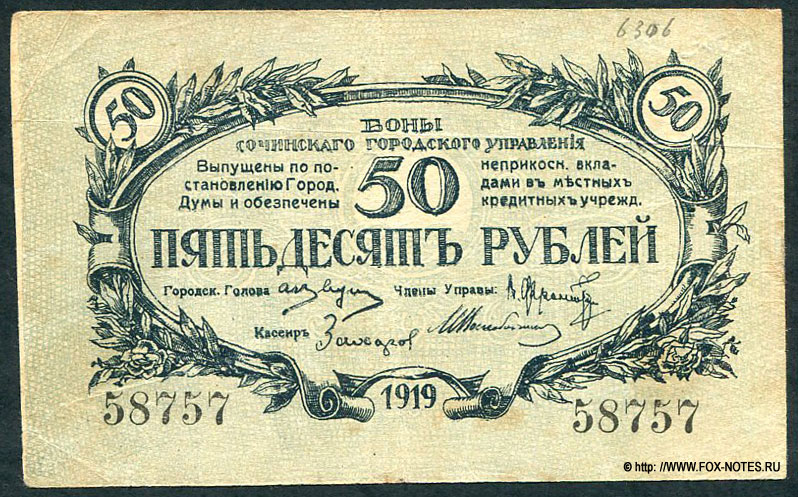 6306
50
50
БОНЫ
СОЧИНСКАГО ГОРОДСКОГО УПРАВЛЕНІЯ
Выпущены по по-
становленію Город.
Думы и обезпечены
50
неприкосн. вкла-
дами въ мѣстныхъ
кредитныхъ учрежд.
ПЯТЬДЕСЯТЪ РУБЛЕЙ
Городск. Голова
Члены Управы:
Кассиръ Захаров
58757
1919
58757
© http: //WWW.FOX-NOTES.RU